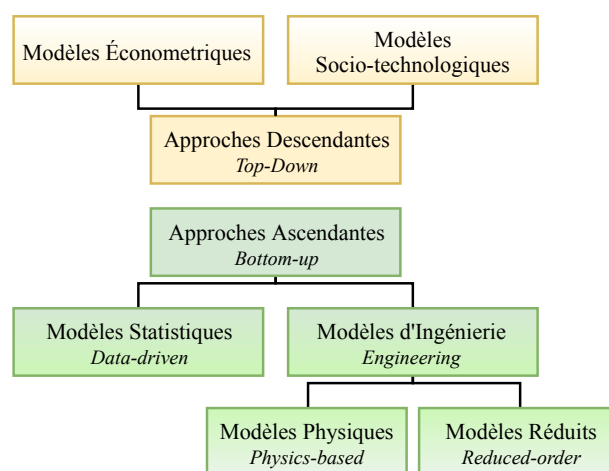 Modèles Économetriques
Modèles
Socio-technologiques
Approches Descendantes
Top-Down
Approches Ascendantes
Bottom-up
Modèles Statistiques
Data-driven
Modèles d'Ingénierie
Engineering
Modèles Physiques
Physics-based
Modèles Réduits
Reduced-order